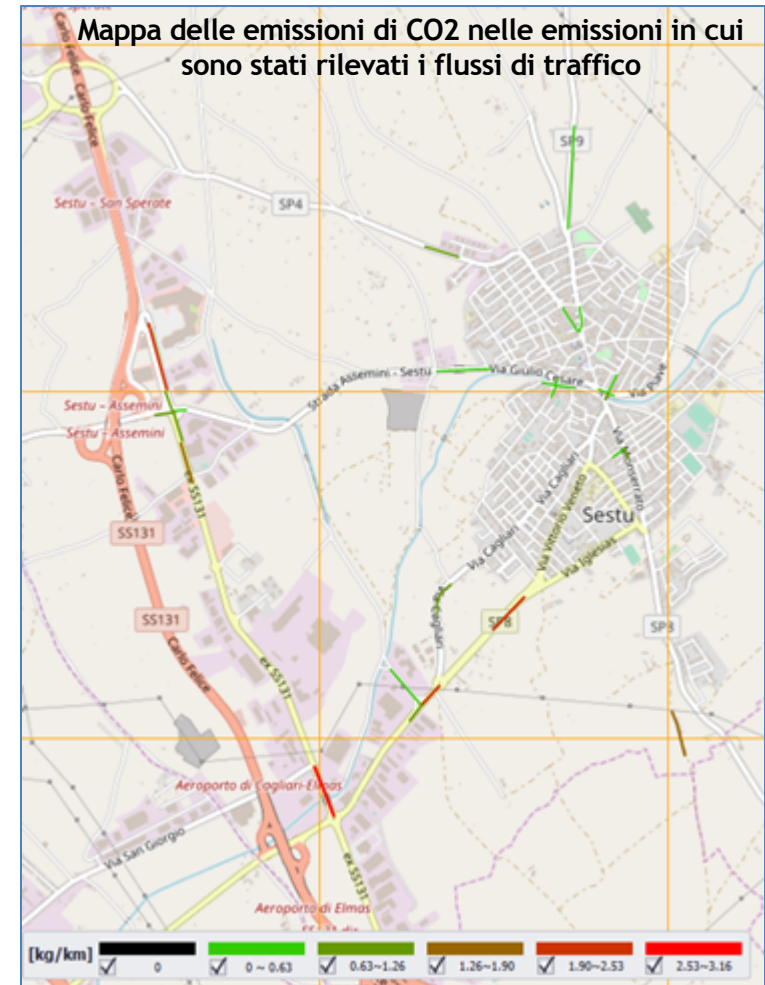 Mappa delle emissioni di CO2 nelle emissioni in cui
sono stati rilevati i flussi di traffico
Carlo Felice
Carlo Felice
SP9
Sestu – San Sperate
SP4
Strada Assemini - Sestu
Via Giulio Cesare
Via Piave
Sestu – Assemini
Sestu – Assemini
Carlo Felice
ex SS131
Via Cagliari
Via Monserrato
Via Vittorio Veneto
Sestu
SS131
Via Cagliari
Via Iglesias
Via Cagliari
SP8
SP8
SS131
Carlo Felice
ex SS131
Aeroporto di Cagliari-Elmas
Via San Giorgio
ex SS131
Aeroporto di Elmas
[kg/km]
0
0 ~ 0.63
0.63~1.26
1.26~1.90
1.90~2.53
2.53~3.16